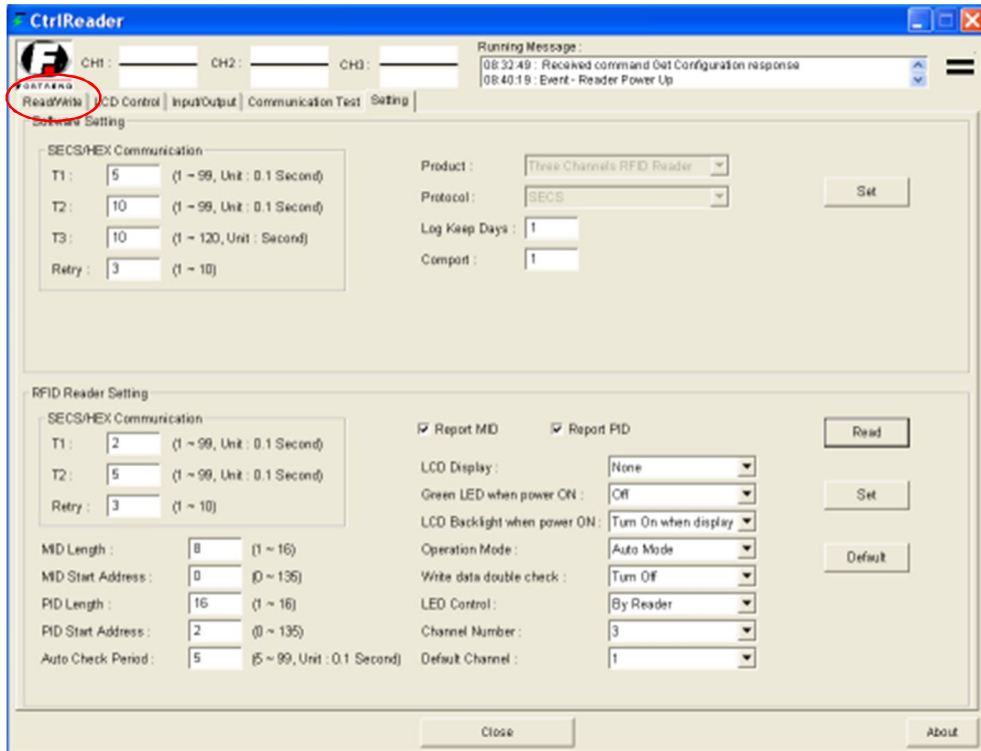 CtrlReader
CH1 :
CH2 :
CH3 :
Running Message :
08:32:49 : Received command Get Configuration response
08:40:19 : Event - Reader Power Up
FORTRENG
Read/Write
LCD Control
Input/Output
Communication Test
Setting
Software Setting
SECS/HEX Communication
T1 : 5 (1 ~ 99, Unit : 0.1 Second)
T2 : 10 (1 ~ 99, Unit : 0.1 Second)
T3 : 10 (1 ~ 120, Unit : Second)
Retry : 3 (1 ~ 10)
Product : Three Channels RFID Reader
Protocol : SECS
Log Keep Days : 1
Comport : 1
Set
RFID Reader Setting
SECS/HEX Communication
T1 : 2 (1 ~ 99, Unit : 0.1 Second)
T2 : 5 (1 ~ 99, Unit : 0.1 Second)
Retry : 3 (1 ~ 10)
MID Length : 8 (1 ~ 16)
MID Start Address : 0 (0 ~ 135)
PID Length : 16 (1 ~ 16)
PID Start Address : 2 (0 ~ 135)
Auto Check Period : 5 (5 ~ 99, Unit : 0.1 Second)
Report MID
Report PID
LCD Display : None
Green LED when power ON : Off
LCD Backlight when power ON : Turn On when display
Operation Mode : Auto Mode
Write data double check : Turn Off
LED Control : By Reader
Channel Number : 3
Default Channel : 1
Read
Set
Default
Close
About